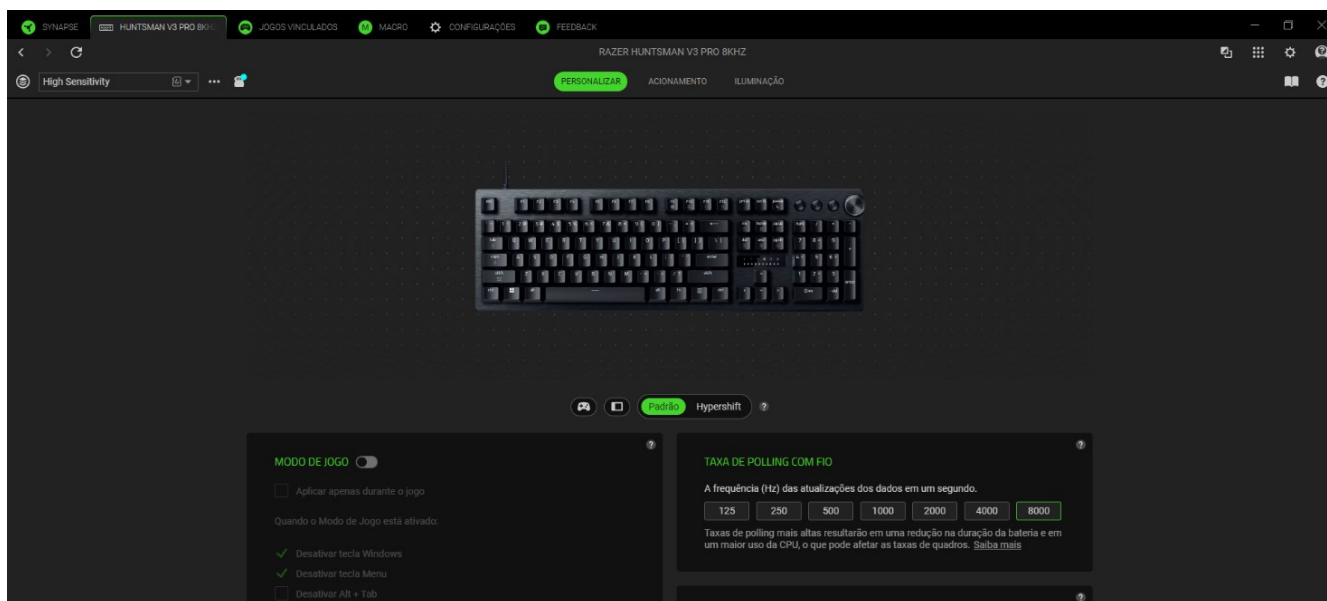 SYNAPSE
HUNTSMAN V3 PRO 8KH
JOGOS VINCULADOS
MACRO
CONFIGURAÇÕES
FEEDBACK
RAZER HUNTSMAN V3 PRO 8KHZ
High Sensitivity
PERSONALIZAR
ACIONAMENTO
ILUMINAÇÃO
Padrão
Hypershift
?
?
MODO DE JOGO
Aplicar apenas durante o jogo
Quando o Modo de Jogo está ativado:
Desativar tecla Windows
Desativar tecla Menu
Desativar Alt + Tab
?
TAXA DE POLLING COM FIO
A frequência (Hz) das atualizações dos dados em um segundo.
125 250 500 1000 2000 4000 8000
Taxas de polling mais altas resultarão em uma redução na duração da bateria e em
um maior uso da CPU, o que pode afetar as taxas de quadros. Saiba mais
?